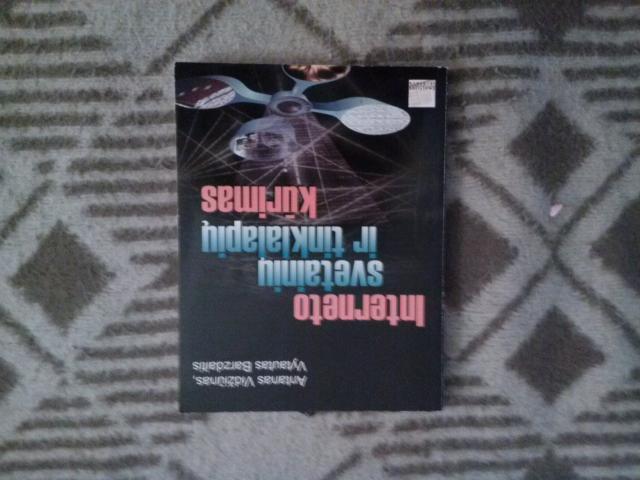 Antanas Vidžiūnas,
Vytautas Barzdaitis
Interneto
svetainių
ir tinklalapių
kūrimas